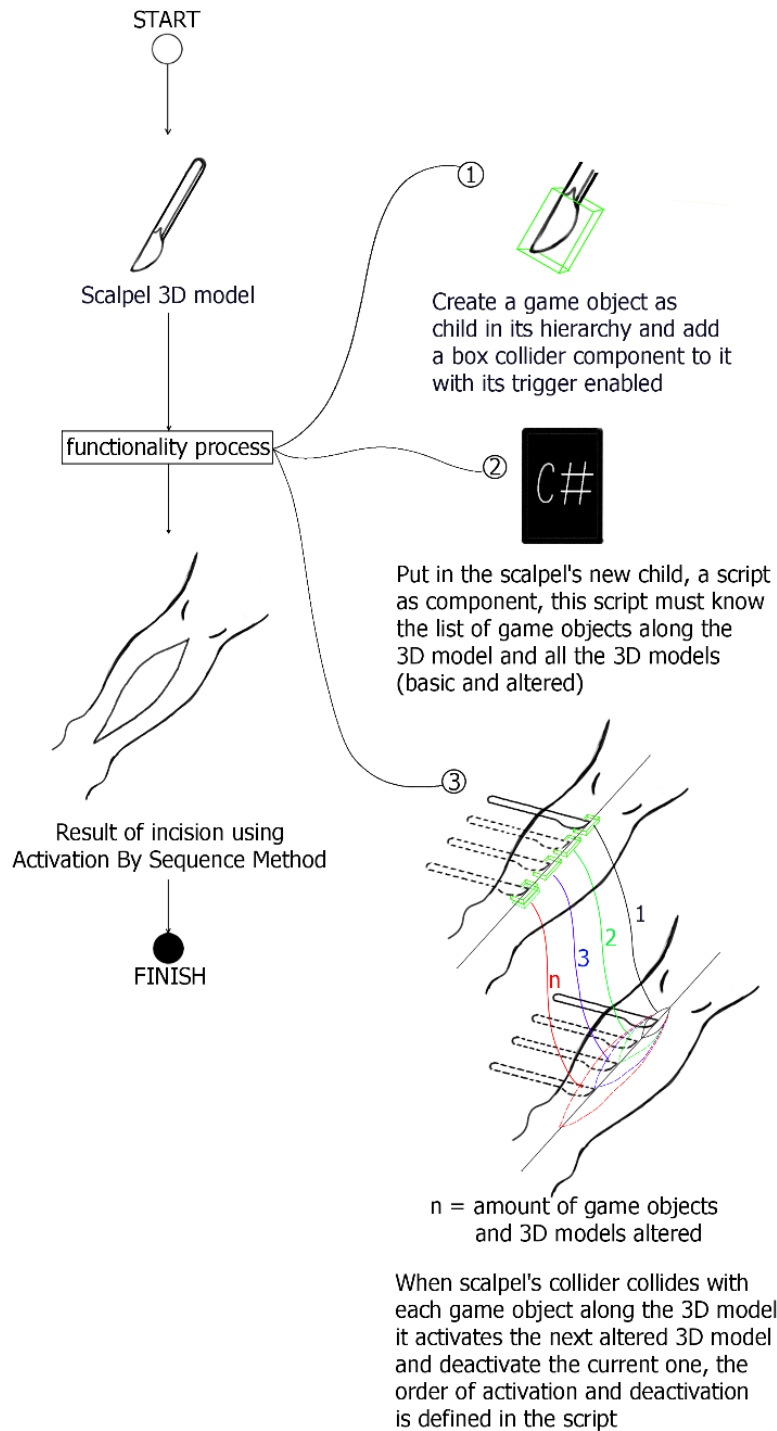 START
Scalpel 3D model
functionality process
Result of incision using
Activation By Sequence Method
FINISH
1
Create a game object as
child in its hierarchy and add
a box collider component to it
with its trigger enabled
2
C#
Put in the scalpel's new child, a script
as component, this script must know
the list of game objects along the
3D model and all the 3D models
(basic and altered)
3
1
2
3
n
n = amount of game objects
and 3D models altered
When scalpel's collider collides with
each game object along the 3D model
it activates the next altered 3D model
and deactivate the current one, the
order of activation and deactivation
is defined in the script